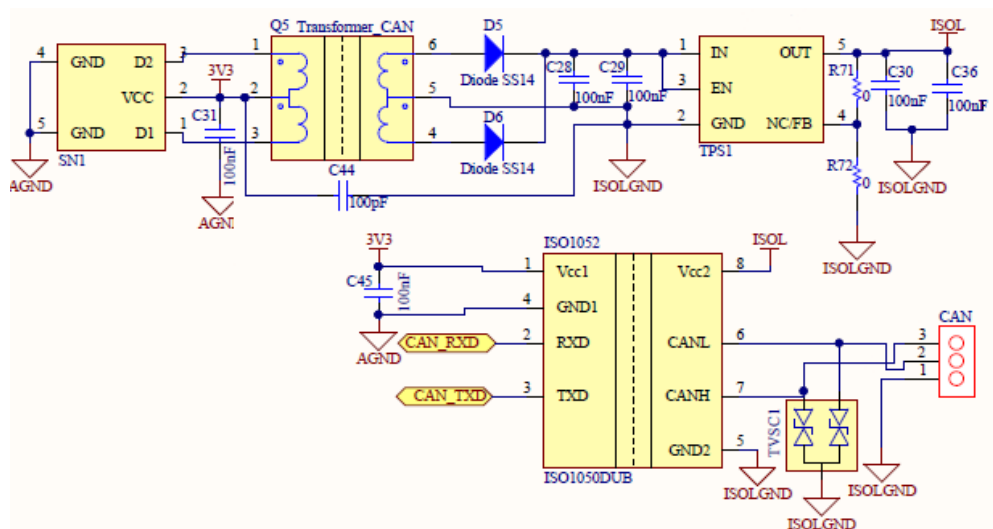 Q5 Transformer_CAN
4 GND D2 3
3V3
VCC 2
C31
100nF
5 GND D1 1
SN1
AGND
AGNI
1 2 3
6 5 4
D5
Diode SS14
D6
Diode SS14
C44
100pF
C28
100nF
C29
100nF
ISOLGND
1 IN OUT 5
3 EN
2 GND NC/FB 4
TPS1
ISOL
R71
0
C30
100nF
C36
100nF
ISOLGND
R72
0
ISOLGND
ISO1052
3V3
C45
100nF
AGND
1 Vcc1 Vcc2 8
ISOL
4 GND1
CAN_RXD 2 RXD CANL 6
CAN_TXD 3 TXD CANH 7
GND2 5
ISO1050DUB
ISOLGND
TVSC1
ISOLGND
CAN
3
2
1
ISOLGND